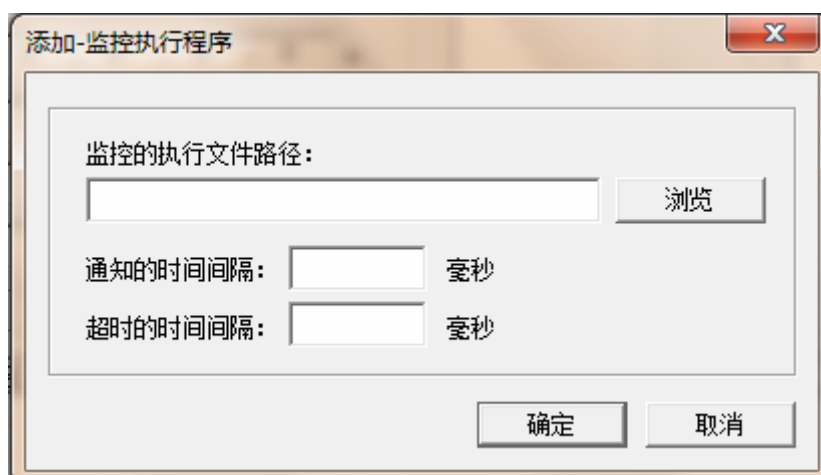 添加-监控执行程序
监控的执行文件路径：
浏览
通知的时间间隔： 毫秒
超时的时间间隔： 毫秒
确定 取消